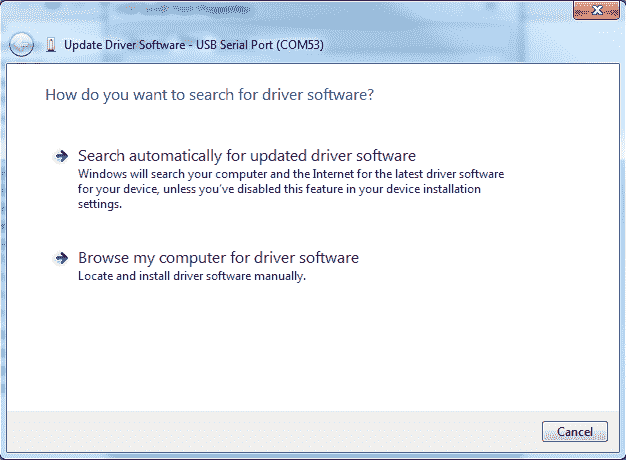 Update Driver Software - USB Serial Port (COM53)
How do you want to search for driver software?
Search automatically for updated driver software
Windows will search your computer and the Internet for the latest driver software
for your device, unless you've disabled this feature in your device installation
settings.
Browse my computer for driver software
Locate and install driver software manually.
Cancel